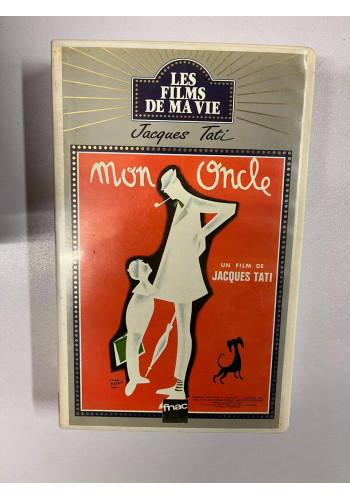 LES
FILMS
DE MA VIE
Jacques Tati
mon oncle
UN FILM DE
JACQUES TATI
fnac